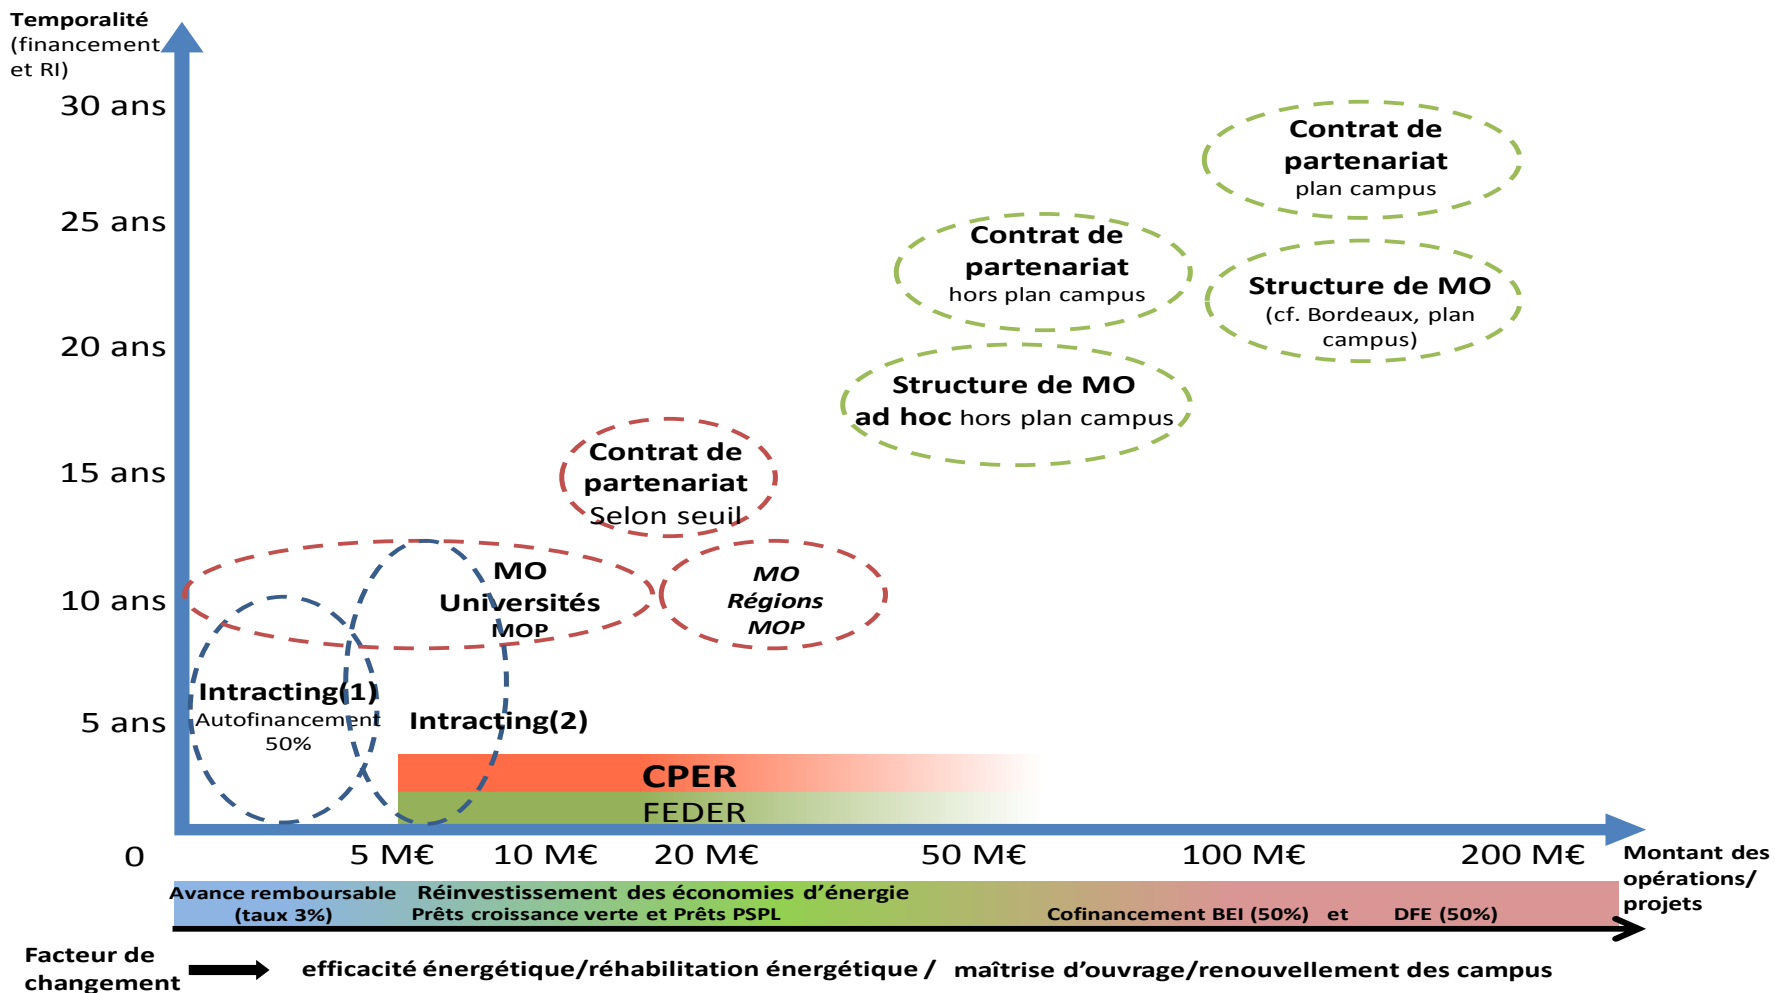 Temporalité
(financement
et RI)
30 ans
25 ans
20 ans
15 ans
10 ans
5 ans
0
Contrat de
partenariat
plan campus
Contrat de
partenariat
hors plan campus
Structure de MO
(cf. Bordeaux, plan
campus)
Structure de MO
ad hoc hors plan campus
Contrat de
partenariat
Selon seuil
MO
Universités
MOP
MO
Régions
MOP
Intracting(1)
Autofinancement
50%
Intracting(2)
CPER
FEDER
5 M€
10 M€
20 M€
50 M€
100 M€
200 M€
Montant des
opérations/
projets
Avance remboursable
(taux 3%)
Réinvestissement des économies d’énergie
Prêts croissance verte et Prêts PSPL
Cofinancement BEI (50%) et DFE (50%)
Facteur de
changement
efficacité énergétique/réhabilitation énergétique / maîtrise d’ouvrage/renouvellement des campus